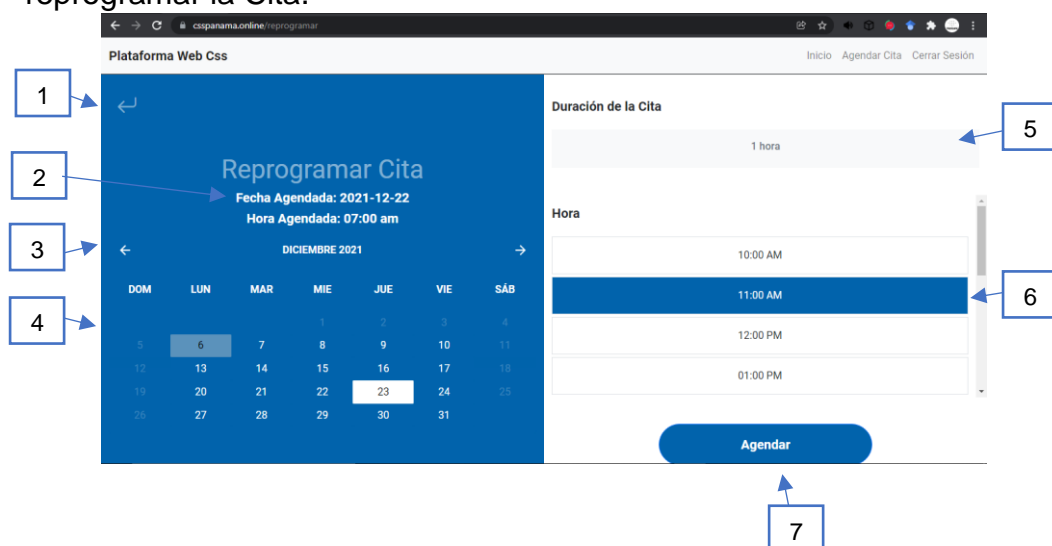 reprogramar la Cita.
csspanama.online/reprogramar
Plataforma Web Css
Inicio Agendar Cita Cerrar Sesión
1
2
3
4
Reprogramar Cita
Fecha Agendada: 2021-12-22
Hora Agendada: 07:00 am
DICIEMBRE 2021
DOM LUN MAR MIE JUE VIE SÁB
1 2 3 4
5 6 7 8 9 10 11
12 13 14 15 16 17 18
19 20 21 22 23 24 25
26 27 28 29 30 31
Duración de la Cita
1 hora
5
Hora
10:00 AM
11:00 AM
6
12:00 PM
01:00 PM
Agendar
7